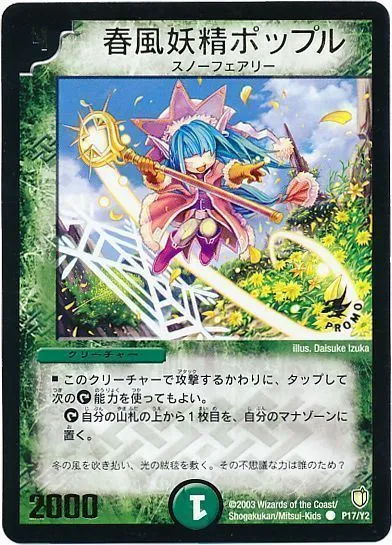 春風妖精ポップル
スノーフェアリー
PROMO
illus. Daisuke Izuka
クリーチャー
■ このクリーチャーで攻撃するかわりに、タップして
次の能力を使ってもよい。
自分の山札の上から1枚目を、自分のマナゾーンに
置く。
冬の風を吹き払い、光の絨毯を敷く。その不思議な力は誰のため?
2000
1
©2003 Wizards of the Coast/
Shogakukan/Mitsui-Kids
P17/Y2